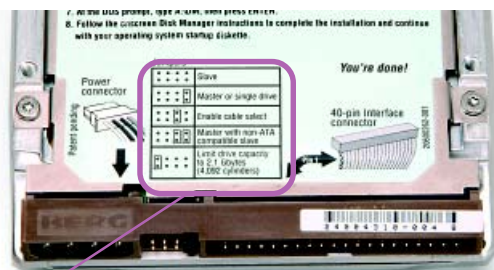 7. At the DOS prompt, type A:\DM, then press ENTER.
8. Follow the onscreen Disk Manager instructions to complete the installation and continue
with your operating system startup diskette.
Power
connector
Patent pending
Slave
Master or single drive
Enable cable select
Master with non-ATA
compatible slave
Limit drive capacity
to 2.1 Gbytes
(4,092 cylinders)
You're done!
40-pin Interface
connector